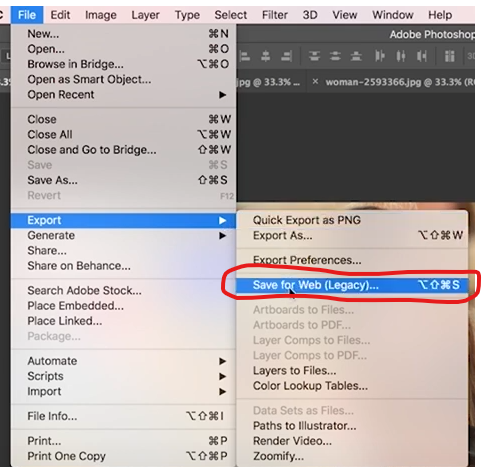 File Edit Image Layer Type Select Filter 3D View Window Help
Adobe Photoshop
.jpg @ 33.3% ... × woman-2593366.jpg @ 33.3% (R
New... ⌘N
Open... ⌘O
Browse in Bridge... ⌥⌘O
Open as Smart Object...
Open Recent ▶
Close ⌘W
Close All ⌥⌘W
Close and Go to Bridge... ⇧⌘W
Save ⌘S
Save As... ⇧⌘S
Revert F12
Export ▶
Generate ▶
Share...
Share on Behance...
Search Adobe Stock...
Place Embedded...
Place Linked...
Package...
Automate ▶
Scripts ▶
Import ▶
File Info... ⌥⇧⌘I
Print... ⌘P
Print One Copy ⌥⇧⌘P
Quick Export as PNG
Export As... ⌥⇧⌘W
Export Preferences...
Save for Web (Legacy)... ⌥⇧⌘S
Artboards to Files...
Artboards to PDF...
Layer Comps to Files...
Layer Comps to PDF...
Layers to Files...
Color Lookup Tables...
Data Sets as Files...
Paths to Illustrator...
Render Video...
Zoomify...